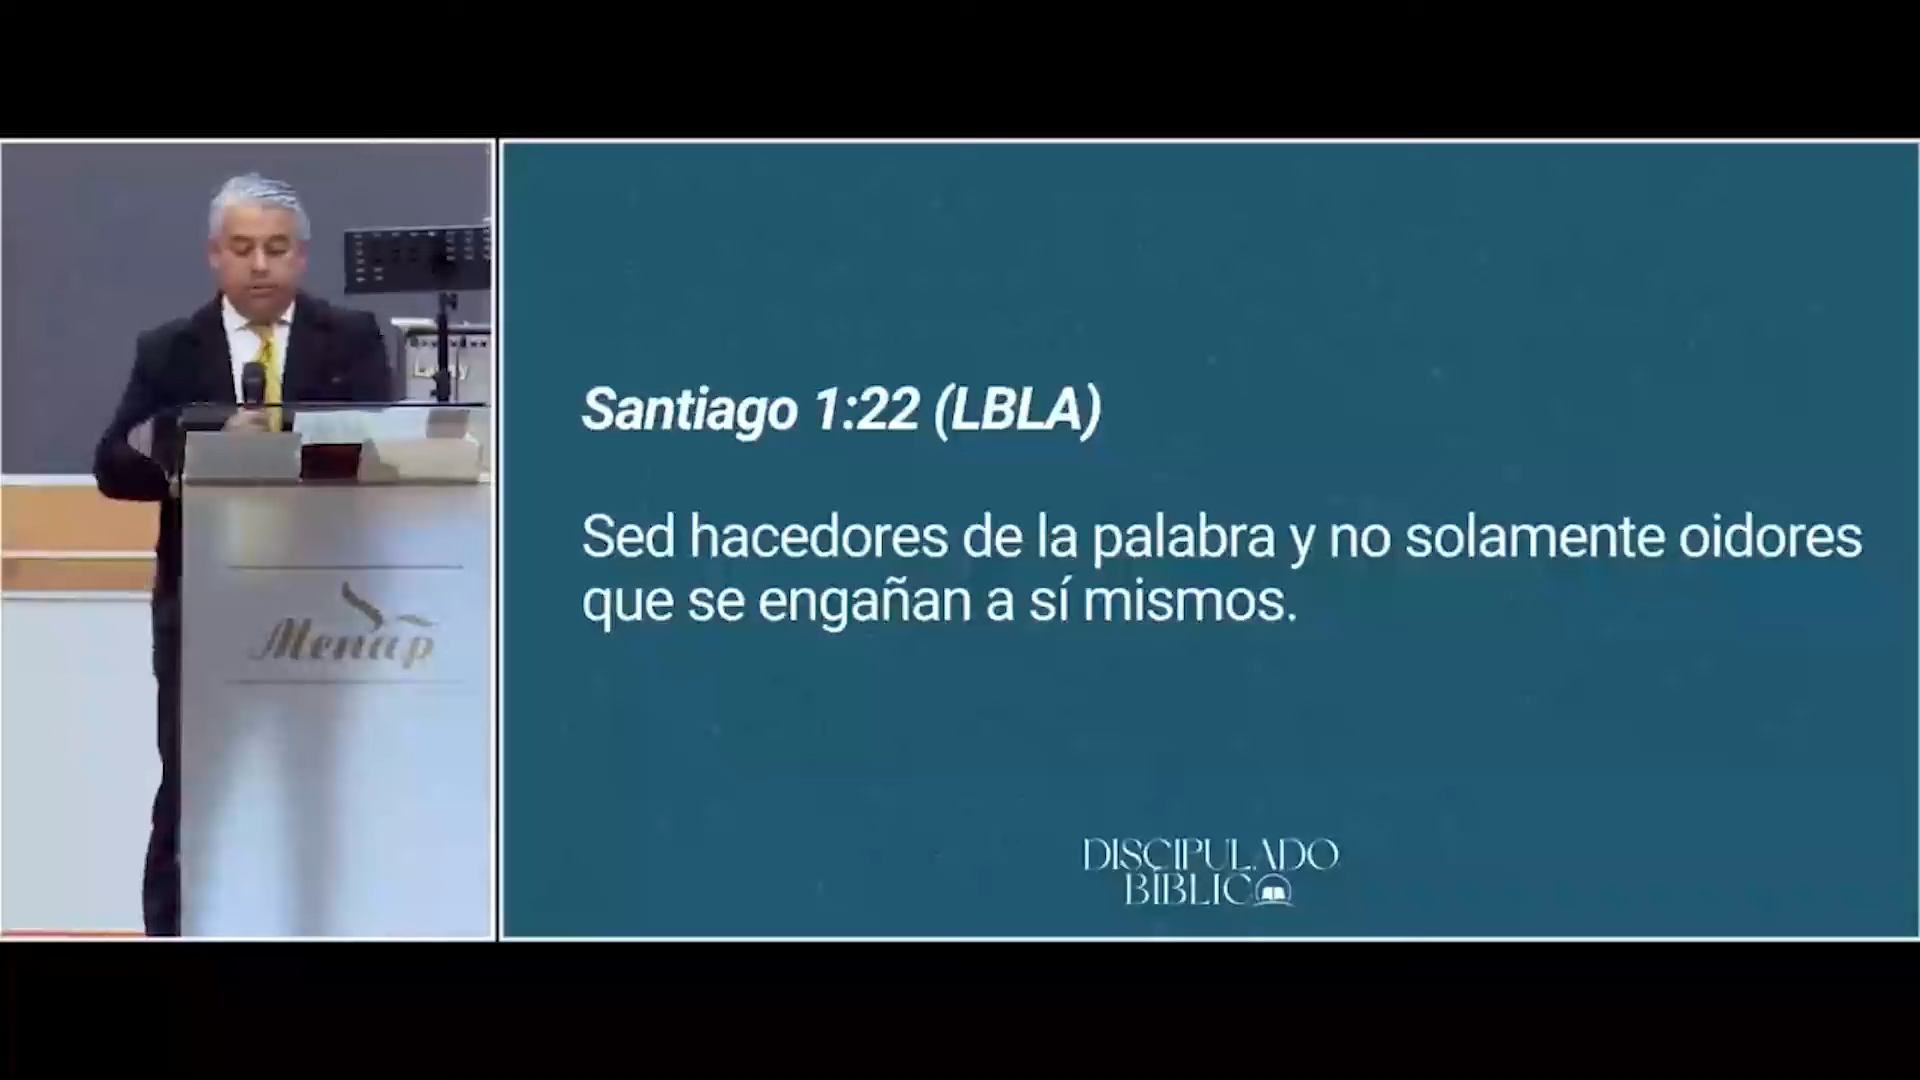 Menap
Santiago 1:22 (LBLA)
Sed hacedores de la palabra y no solamente oidores
que se engañan a sí mismos.
DISCIPULADO
BÍBLICO